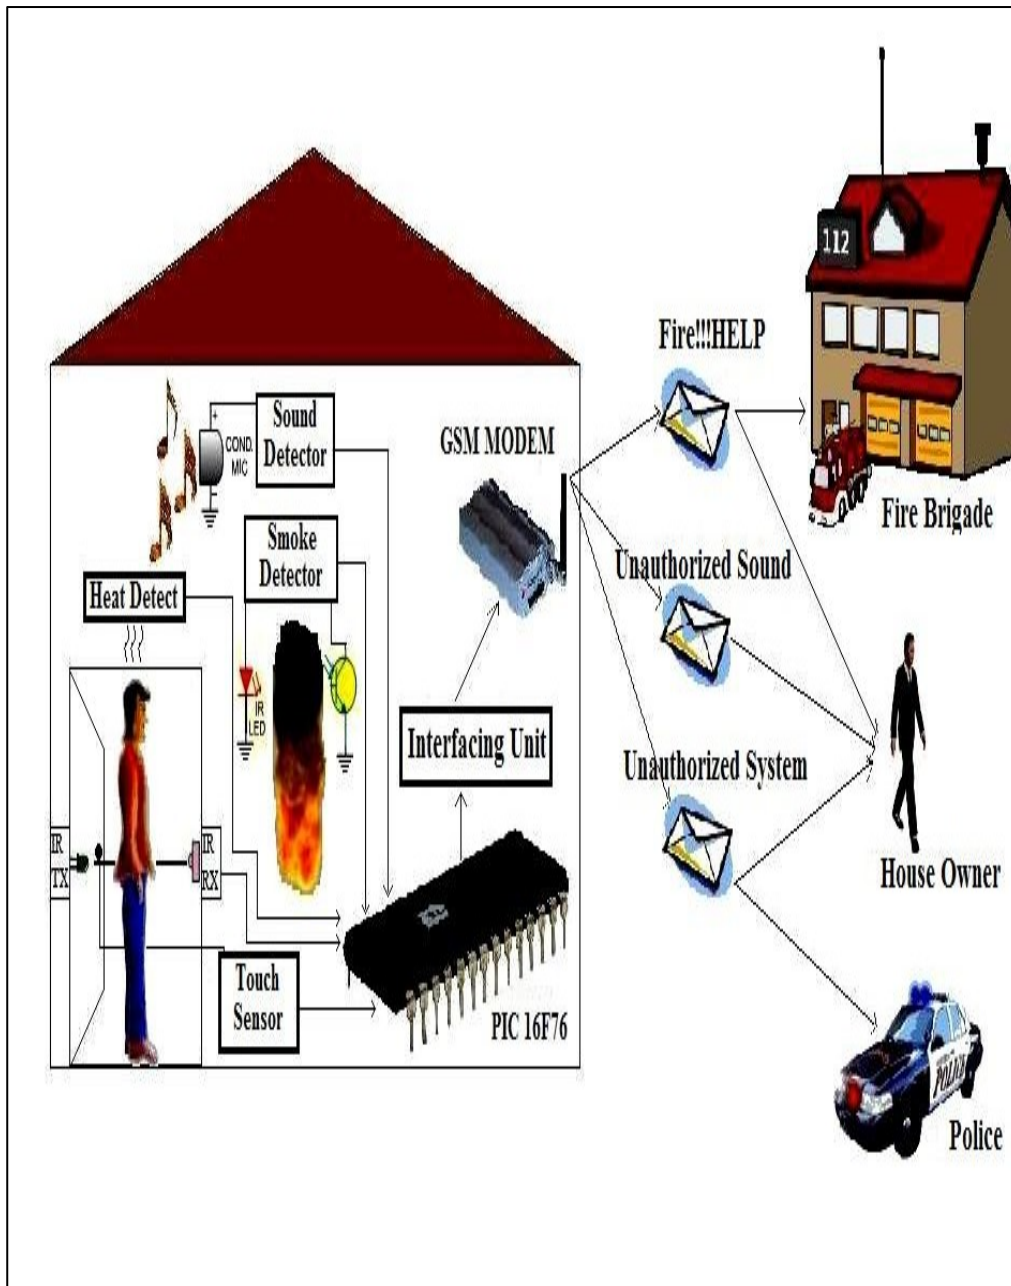 112
Fire!!!HELP
Fire Brigade
Sound
Detector
+
COND.
MIC
GSM MODEM
Smoke
Detector
Unauthorized Sound
Heat Detect
IR
LED
Interfacing Unit
Unauthorized System
IR
TX
IR
RX
House Owner
Touch
Sensor
PIC 16F76
POLICE
Police